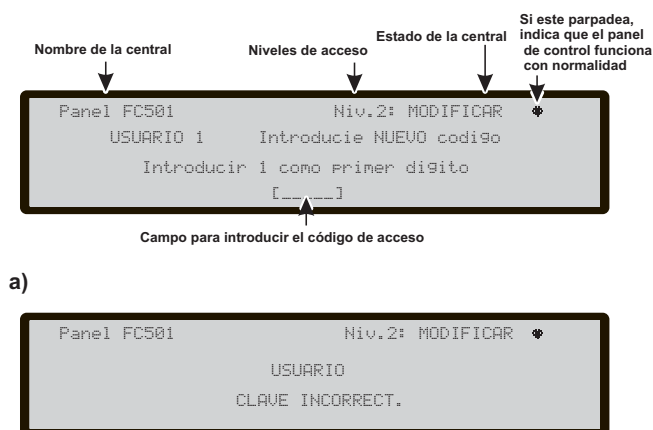 Si este parpadea,
indica que el panel
de control funciona
con normalidad
Nombre de la central
Niveles de acceso
Estado de la central
Panel FC501 Niv.2: MODIFICAR
USUARIO 1 Introducie NUEVO codigo
Introducir 1 como primer digito
[_____]
Campo para introducir el código de acceso
a)
Panel FC501 Niv.2: MODIFICAR
USUARIO
CLAVE INCORRECT.